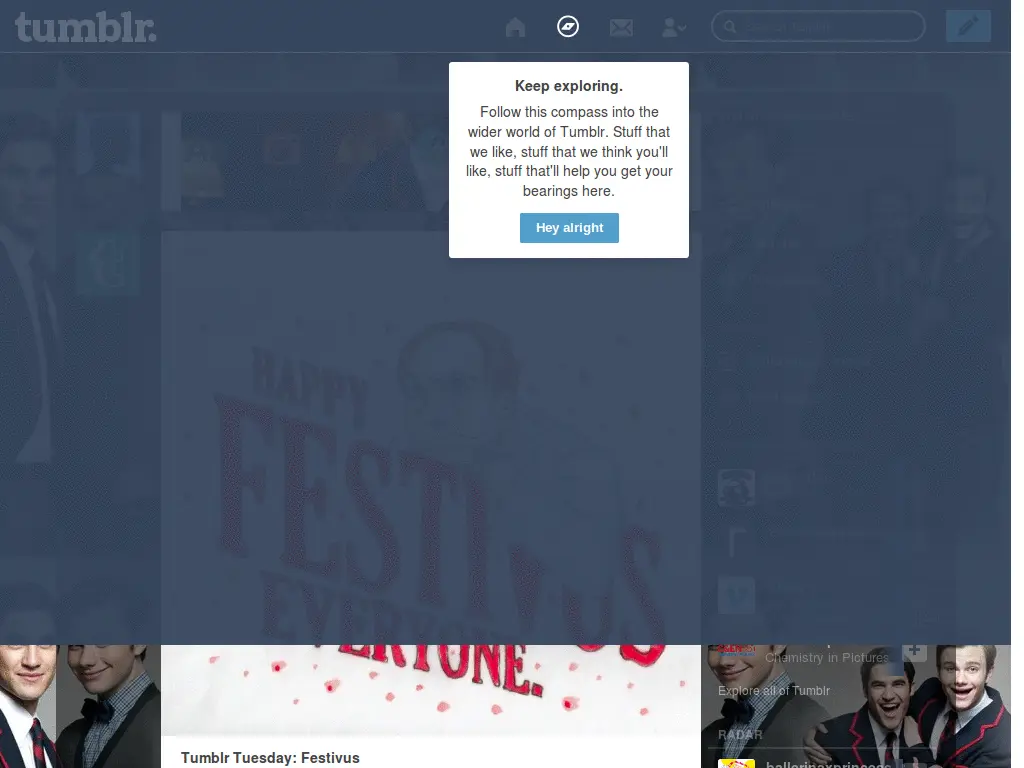 tumblr.
Keep exploring.
Follow this compass into the
wider world of Tumblr. Stuff that
we like, stuff that we think you'll
like, stuff that'll help you get your
bearings here.
Hey alright
HAPPY
FESTIVUS
EVERYONE.
Chemistry in Pictures
Explore all of Tumblr
RADAR
Tumblr Tuesday: Festivus
ballerinaxprincess